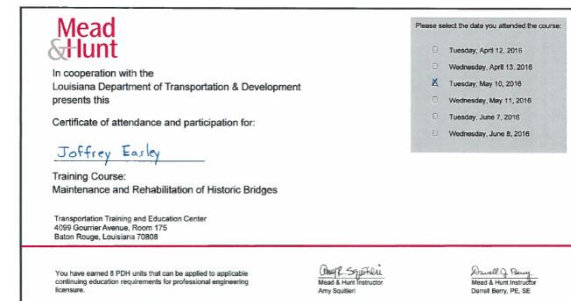 Mead
&Hunt
In cooperation with the
Louisiana Department of Transportation & Development
presents this
Certificate of attendance and participation for:
Joffrey Easley
Training Course:
Maintenance and Rehabilitation of Historic Bridges
Transportation Training and Education Center
4099 Gourrier Avenue, Room 175
Baton Rouge, Louisiana 70808
Please select the date you attended the course:
Tuesday, April 12, 2016
Wednesday, April 13, 2016
X Tuesday, May 10, 2016
Wednesday, May 11, 2016
Tuesday, June 7, 2016
Wednesday, June 8, 2016
You have earned 8 PDH units that can be applied to applicable
continuing education requirements for professional engineering
licensure.
Amy R. Squitieri
Mead & Hunt Instructor
Amy Squitieri
Darrell J. Berry
Mead & Hunt Instructor
Darrell Berry, PE, SE